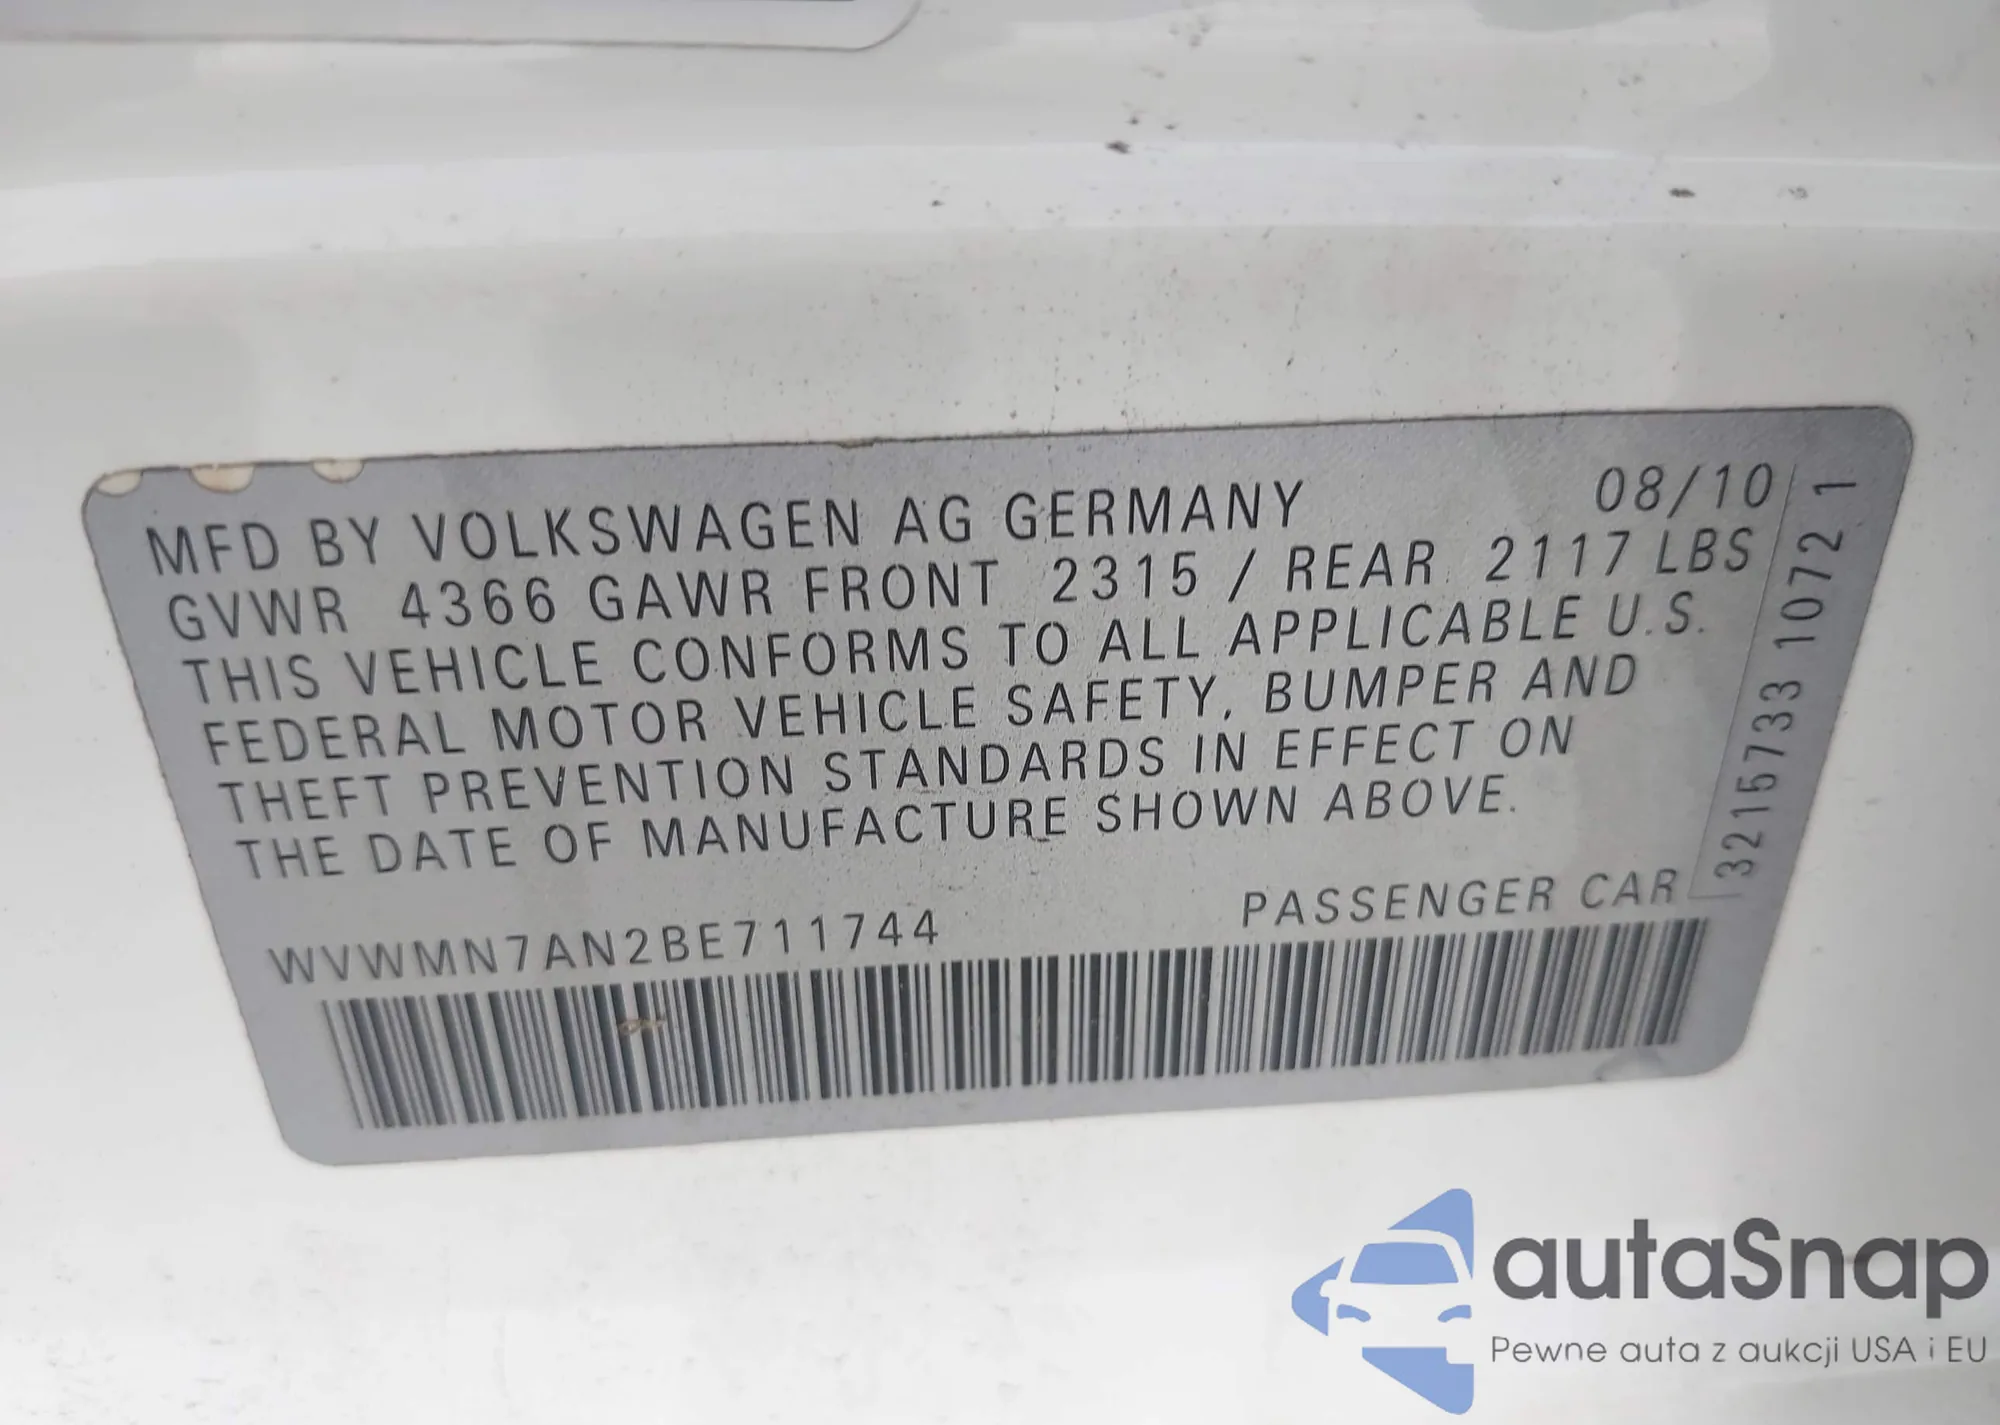 MFD BY VOLKSWAGEN AG GERMANY 08/10
GVWR 4366 GAWR FRONT 2315 / REAR 2117 LBS
THIS VEHICLE CONFORMS TO ALL APPLICABLE U.S.
FEDERAL MOTOR VEHICLE SAFETY, BUMPER AND
THEFT PREVENTION STANDARDS IN EFFECT ON
THE DATE OF MANUFACTURE SHOWN ABOVE.
WVWMN7AN2BE711744 PASSENGER CAR
3215733 1072 1
autaSnap
Pewne auta z aukcji USA i EU